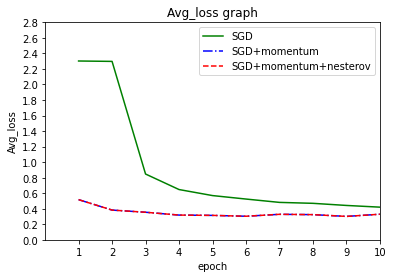 Avg_loss graph
SGD
SGD+momentum
SGD+momentum+nesterov
Avg_loss
2.8
2.6
2.4
2.2
2.0
1.8
1.6
1.4
1.2
1.0
0.8
0.6
0.4
0.2
0.0
1 2 3 4 5 6 7 8 9 10
epoch